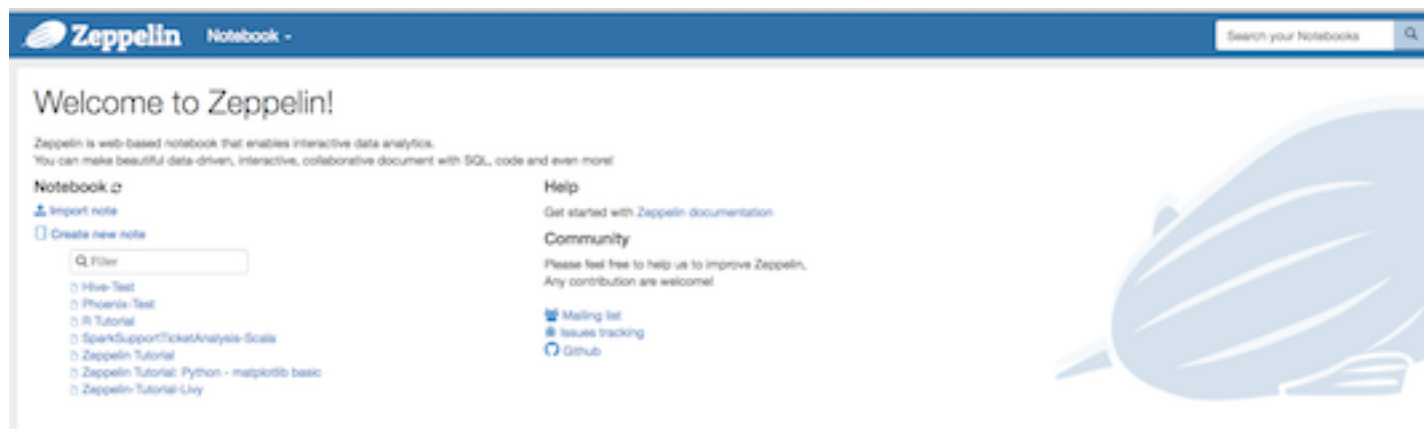 Zeppelin Notebook
Search your Notebooks
Welcome to Zeppelin!
Zeppelin is web-based notebook that enables interactive data analytics.
You can make beautiful data-driven, interactive, collaborative document with SQL, code and even more!
Notebook
Import note
Create new note
Filter
Hive-Test
Phoenix-Test
R Tutorial
SparkSupportTicketAnalysis-Scala
Zeppelin Tutorial
Zeppelin Tutorial: Python - matplotlib basic
Zeppelin-Tutorial-Livy
Help
Get started with Zeppelin documentation
Community
Please feel free to help us to improve Zeppelin,
Any contribution are welcome!
Mailing list
Issues tracking
Github